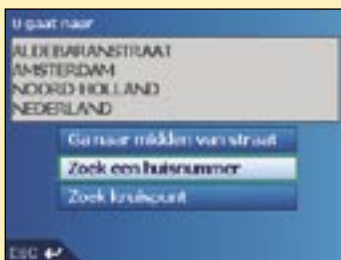 U gaat naar
ALDEBARANSTRAAT
AMSTERDAM
NOORD-HOLLAND
NEDERLAND
Ga naar midden van straat
Zoek een huisnummer
Zoek kruispunt
ESC